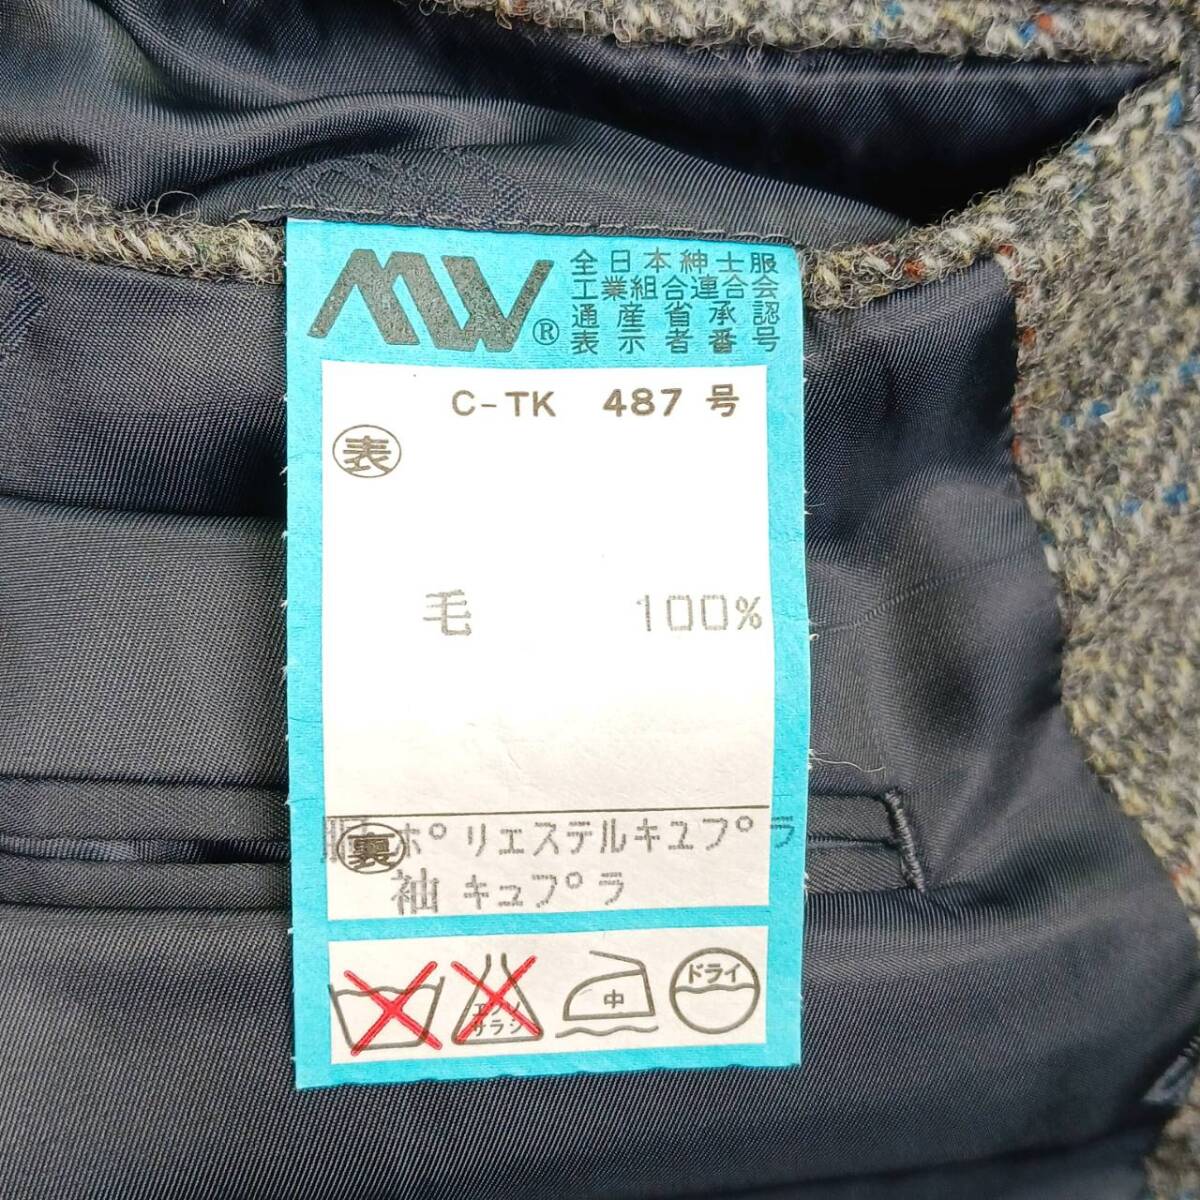 MW®
全日本紳士服
工業組合連合会
通産省承認
表示者番号
C-TK 487 号
表
毛 100%
裏 ポリエステルキュプラ
袖 キュプラ
エンソ
サラシ
中
ドライ